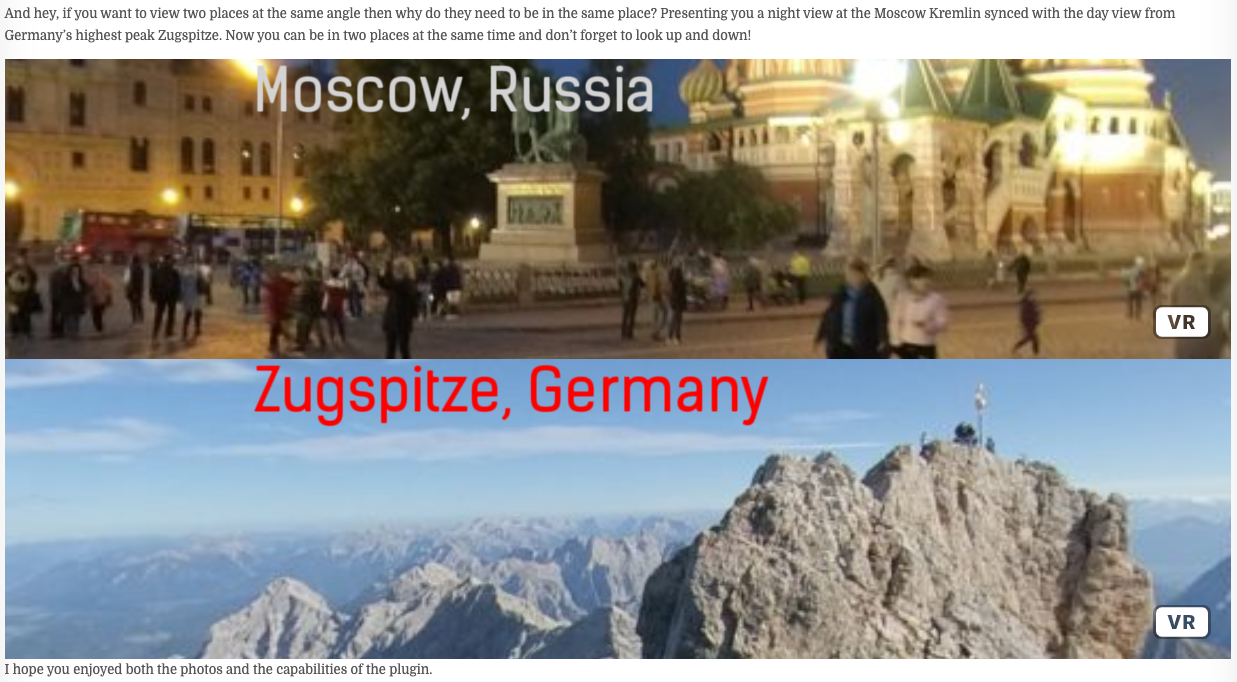 And hey, if you want to view two places at the same angle then why do they need to be in the same place? Presenting you a night view at the Moscow Kremlin synced with the day view from
Germany’s highest peak Zugspitze. Now you can be in two places at the same time and don’t forget to look up and down!
Moscow, Russia
VR
Zugspitze, Germany
VR
I hope you enjoyed both the photos and the capabilities of the plugin.